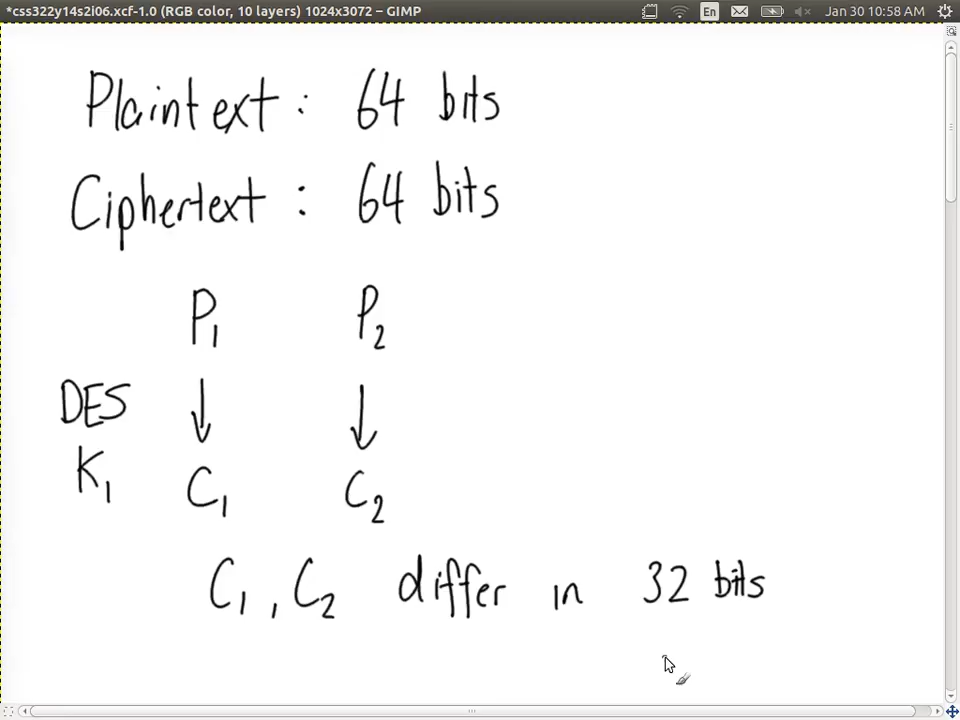 *css322y14s2i06.xcf-1.0 (RGB color, 10 layers) 1024x3072 – GIMP En Jan 30 10:58 AM
Plaintext : 64 bits
Ciphertext : 64 bits
P1 P2
DES ↓ ↓
K1 C1 C2
C1 , C2 differ in 32 bits